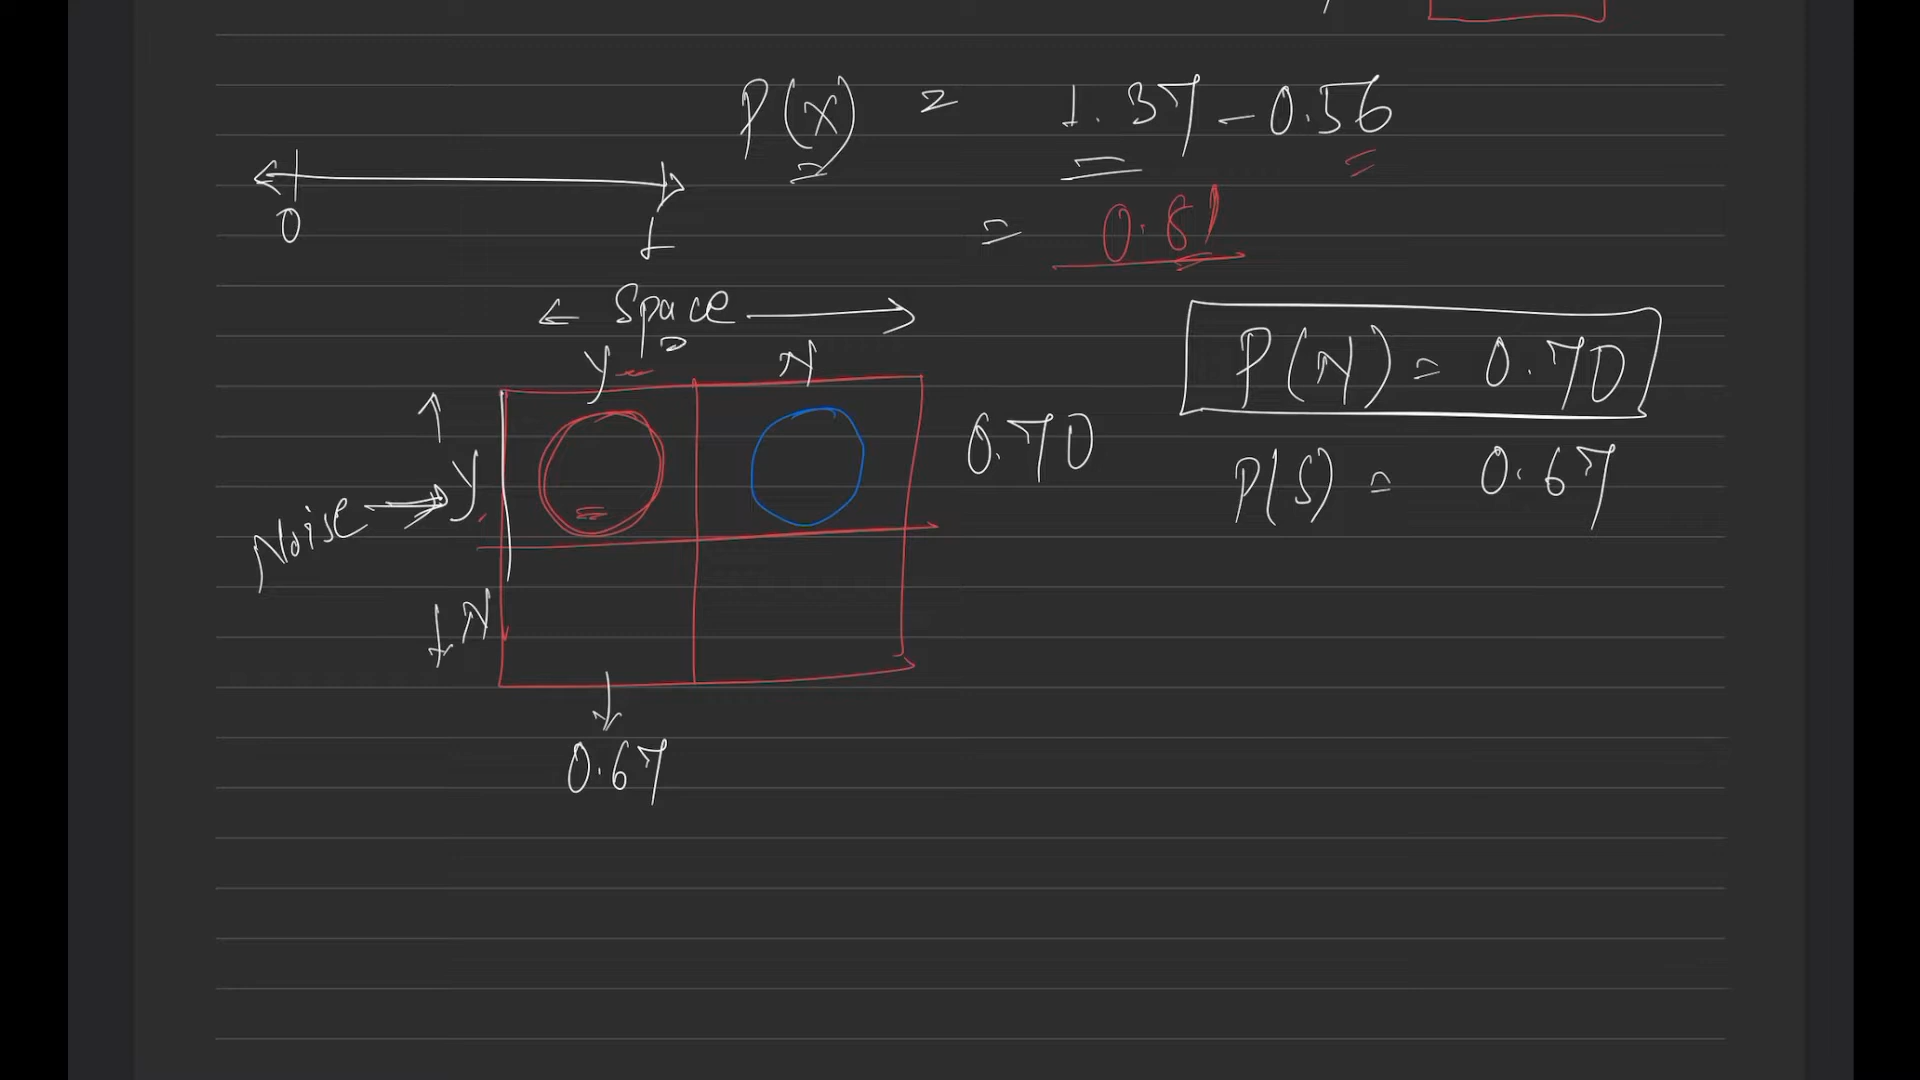 P(X) = 1.37 - 0.56
0 1
= 0.81
← Space →
Y N
P(N) = 0.70
0.70
Y
P(S) = 0.67
Noise →
N
0.67